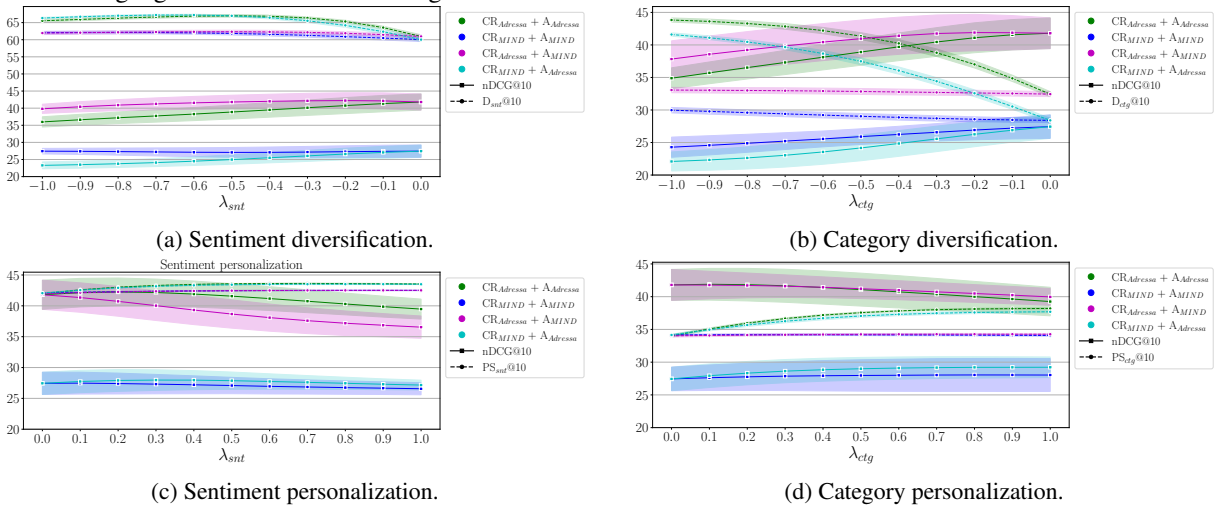 65
60
55
50
45
40
35
30
25
20
−1.0 −0.9 −0.8 −0.7 −0.6 −0.5 −0.4 −0.3 −0.2 −0.1 0.0
λsnt
CRAdressa + AAdressa
CRMIND + AMIND
CRAdressa + AMIND
CRMIND + AAdressa
nDCG@10
Dsnt@10
(a) Sentiment diversification.
45
40
35
30
25
20
−1.0 −0.9 −0.8 −0.7 −0.6 −0.5 −0.4 −0.3 −0.2 −0.1 0.0
λctg
CRAdressa + AAdressa
CRMIND + AMIND
CRAdressa + AMIND
CRMIND + AAdressa
nDCG@10
Dctg@10
(b) Category diversification.
Sentiment personalization
45
40
35
30
25
20
0.0 0.1 0.2 0.3 0.4 0.5 0.6 0.7 0.8 0.9 1.0
λsnt
CRAdressa + AAdressa
CRMIND + AMIND
CRAdressa + AMIND
CRMIND + AAdressa
nDCG@10
PSsnt@10
(c) Sentiment personalization.
45
40
35
30
25
20
0.0 0.1 0.2 0.3 0.4 0.5 0.6 0.7 0.8 0.9 1.0
λctg
CRAdressa + AAdressa
CRMIND + AMIND
CRAdressa + AMIND
CRMIND + AAdressa
nDCG@10
PSctg@10
(d) Category personalization.